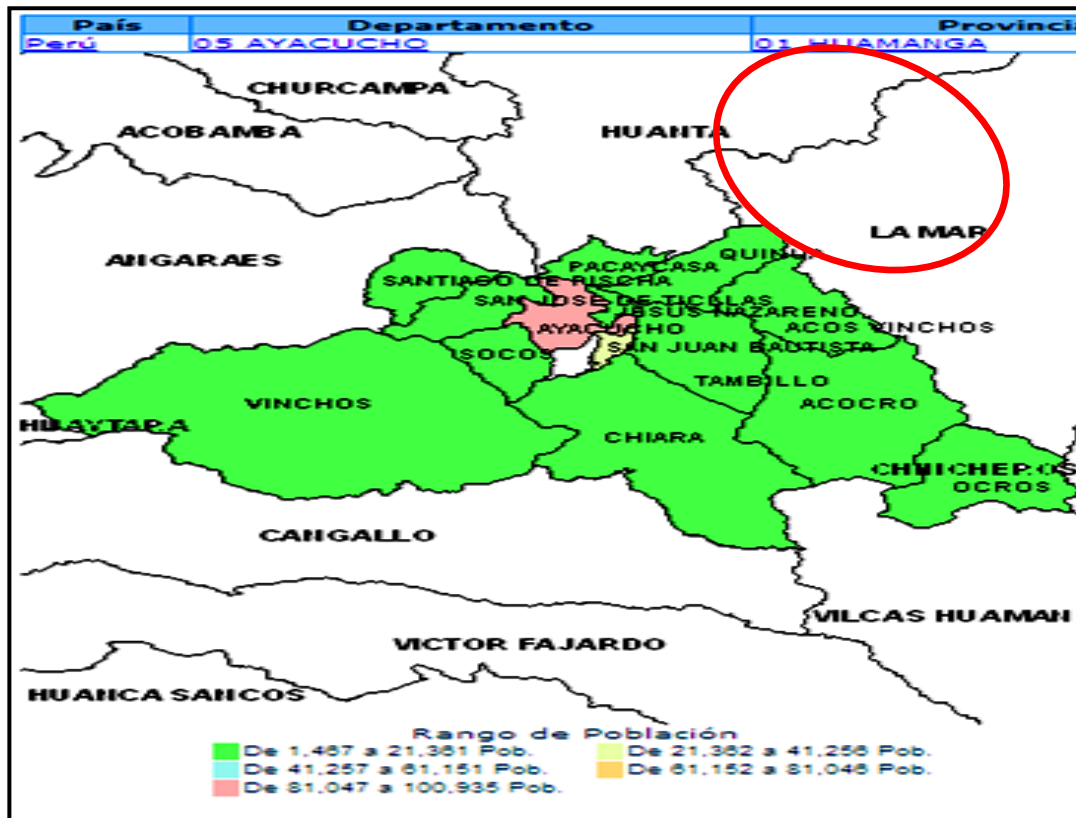 País Departamento Provincia
Perú 05 AYACUCHO 01 HUAMANGA
CHURCAMPA
ACOBAMBA HUANTA
LA MAR
ANGARAES QUINUA
PACAYCASA
SANTIAGO DE PISCHA
SAN JOSE DE TICLLAS
JESUS NAZARENO
AYACUCHO ACOS VINCHOS
SOCOS SAN JUAN BAUTISTA
TAMBILLO
VINCHOS ACOCRO
HUAYTARA CHIARA
CHINCHEROS
OCROS
CANGALLO
VILCAS HUAMAN
VICTOR FAJARDO
HUANCA SANCOS
Rango de Población
De 1,467 a 21,361 Pob. De 21,362 a 41,256 Pob.
De 41,257 a 61,151 Pob. De 61,152 a 81,046 Pob.
De 81,047 a 100,935 Pob.